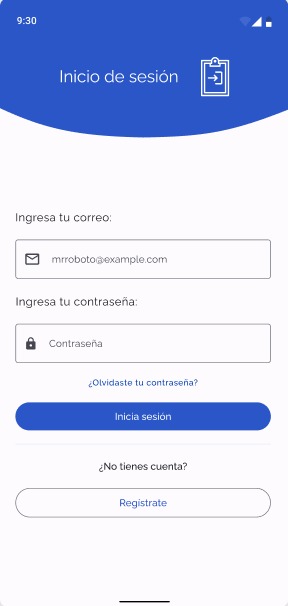 9:30
Inicio de sesión
Ingresa tu correo:
mrroboto@example.com
Ingresa tu contraseña:
Contraseña
¿Olvidaste tu contraseña?
Inicia sesión
¿No tienes cuenta?
Regístrate